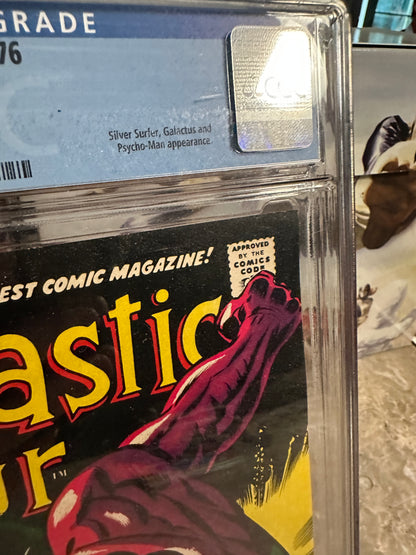 GRADE
76
Silver Surfer, Galactus and
Psycho-Man appearance.
EST COMIC MAGAZINE!
APPROVED
BY THE
COMICS
CODE
astic
ur
TM